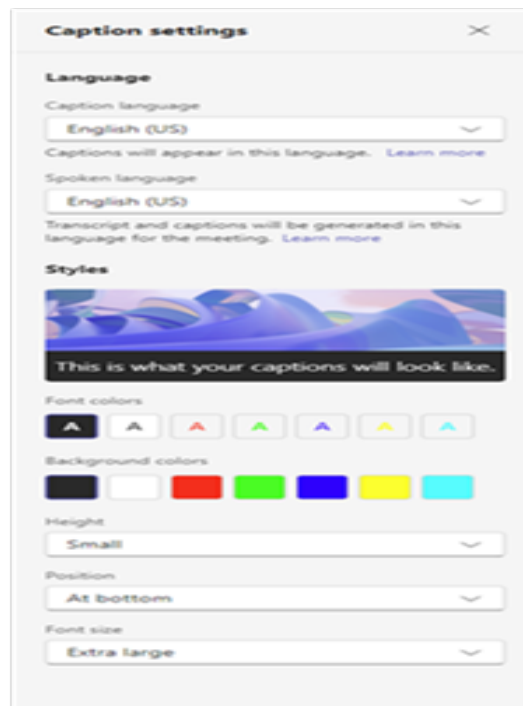 Caption settings
Language
Caption language
English (US)
Captions will appear in this language. Learn more
Spoken language
English (US)
Transcript and captions will be generated in this
language for the meeting. Learn more
Styles
This is what your captions will look like.
Font colors
A A A A A A A
Background colors
Height
Small
Position
At bottom
Font size
Extra large